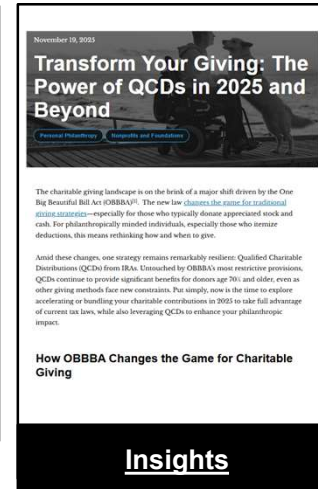 November 19, 2025
Transform Your Giving: The
Power of QCDs in 2025 and
Beyond
Personal Philanthropy
Nonprofits and Foundations
The charitable giving landscape is on the brink of a major shift driven by the One
Big Beautiful Bill Act (OBBBA)[1]. The new law changes the game for traditional
giving strategies—especially for those who typically donate appreciated stock and
cash. For philanthropically minded individuals, especially those who itemize
deductions, this means rethinking how and when to give.
Amid these changes, one strategy remains remarkably resilient: Qualified Charitable
Distributions (QCDs) from IRAs. Untouched by OBBBA's most restrictive provisions,
QCDs continue to provide significant benefits for donors age 70½ and older, even as
other giving methods face new constraints. Put simply, now is the time to explore
accelerating or bundling your charitable contributions in 2025 to take full advantage
of current tax laws, while also leveraging QCDs to enhance your philanthropic
impact.
How OBBBA Changes the Game for Charitable
Giving
Insights